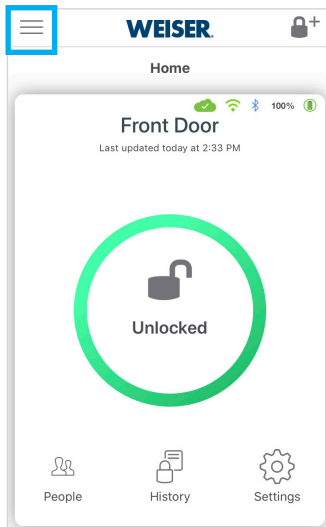 WEISER.
Home
100%
Front Door
Last updated today at 2:33 PM
Unlocked
People
History
Settings